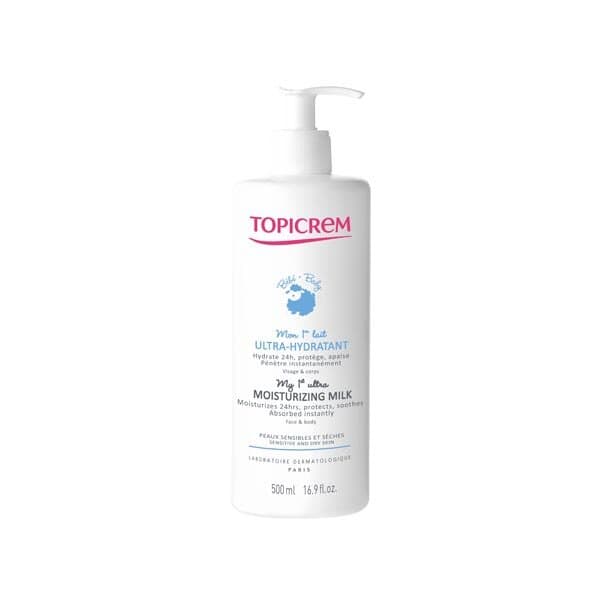 TOPICREM
Bébé • Baby
Mon 1er lait
ULTRA-HYDRATANT
Hydrate 24h, protège, apaise
Pénètre instantanément
Visage & corps
My 1st ultra
MOISTURIZING MILK
Moisturizes 24hrs, protects, soothes
Absorbed instantly
Face & body
PEAUX SENSIBLES ET SÈCHES
SENSITIVE AND DRY SKIN
LABORATOIRE DERMATOLOGIQUE
PARIS
500 ml 16.9 fl.oz.